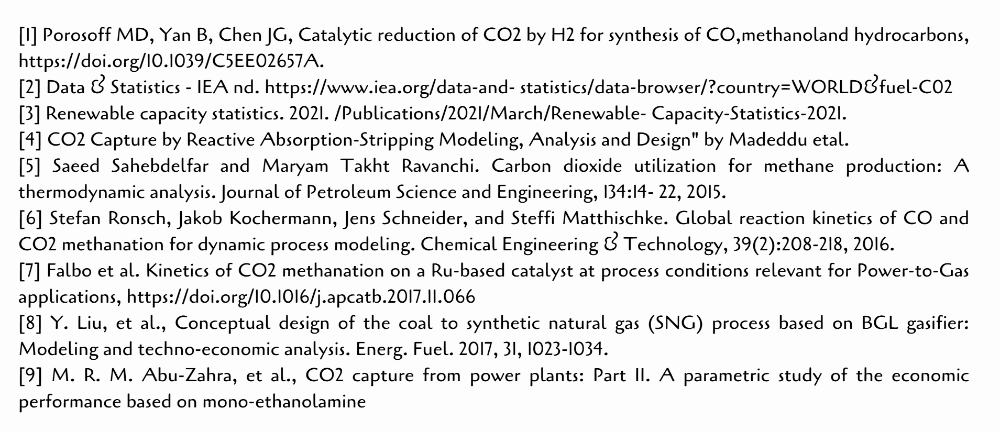 [1] Porosoff MD, Yan B, Chen JG, Catalytic reduction of CO2 by H2 for synthesis of CO,methanoland hydrocarbons,
https://doi.org/10.1039/C5EE02657A.
[2] Data & Statistics - IEA nd. https://www.iea.org/data-and- statistics/data-browser/?country=WORLD&fuel-C02
[3] Renewable capacity statistics. 2021. /Publications/2021/March/Renewable- Capacity-Statistics-2021.
[4] CO2 Capture by Reactive Absorption-Stripping Modeling, Analysis and Design" by Madeddu etal.
[5] Saeed Sahebdelfar and Maryam Takht Ravanchi. Carbon dioxide utilization for methane production: A
thermodynamic analysis. Journal of Petroleum Science and Engineering, 134:14- 22, 2015.
[6] Stefan Ronsch, Jakob Kochermann, Jens Schneider, and Steffi Matthischke. Global reaction kinetics of CO and
CO2 methanation for dynamic process modeling. Chemical Engineering & Technology, 39(2):208-218, 2016.
[7] Falbo et al. Kinetics of CO2 methanation on a Ru-based catalyst at process conditions relevant for Power-to-Gas
applications, https://doi.org/10.1016/j.apcatb.2017.11.066
[8] Y. Liu, et al., Conceptual design of the coal to synthetic natural gas (SNG) process based on BGL gasifier:
Modeling and techno-economic analysis. Energ. Fuel. 2017, 31, 1023-1034.
[9] M. R. M. Abu-Zahra, et al., CO2 capture from power plants: Part II. A parametric study of the economic
performance based on mono-ethanolamine